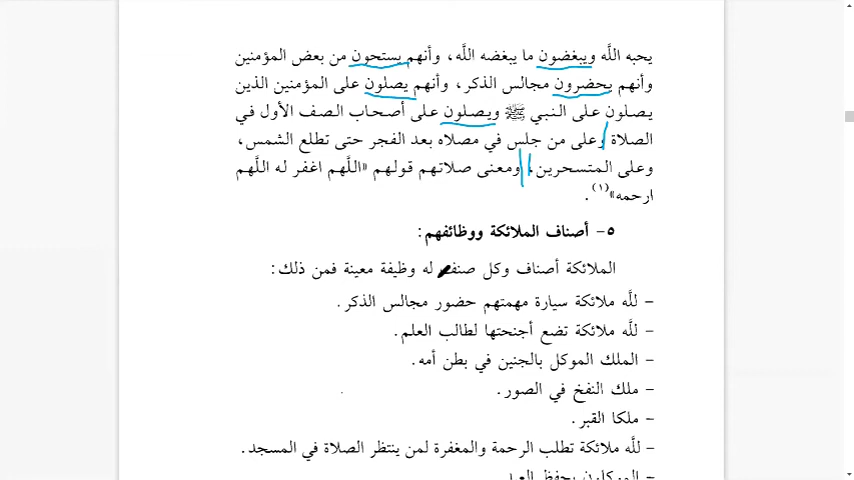 يحبه اللَّه ويبغضون ما يبغضه اللَّه، وأنهم يستحون من بعض المؤمنين
وأنهم يحضرون مجالس الذكر، وأنهم يصلون على المؤمنين الذين
يصلون على النبي ﷺ ويصلون على أصحاب الصف الأول في
الصلاة وعلى من جلس في مصلاه بعد الفجر حتى تطلع الشمس،
وعلى المتسحرين، ومعنى صلاتهم قولهم «اللَّهم اغفر له اللَّهم
ارحمه»(١).
٥- أصناف الملائكة ووظائفهم:
الملائكة أصناف وكل صنف له وظيفة معينة فمن ذلك:
- للَّه ملائكة سيارة مهمتهم حضور مجالس الذكر.
- للَّه ملائكة تضع أجنحتها لطالب العلم.
- الملك الموكل بالجنين في بطن أمه.
- ملك النفخ في الصور.
- ملكا القبر.
- للَّه ملائكة تطلب الرحمة والمغفرة لمن ينتظر الصلاة في المسجد.
- الموكلون بحفظ العبد